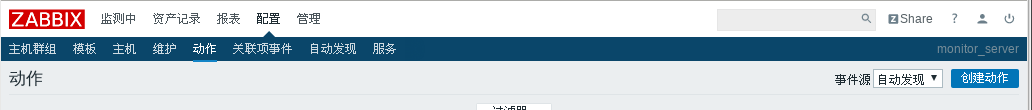 ZABBIX 监测中 资产记录 报表 配置 管理 Z Share ?
主机群组 模板 主机 维护 动作 关联项事件 自动发现 服务 monitor_server
动作 事件源 自动发现 创建动作
过滤器